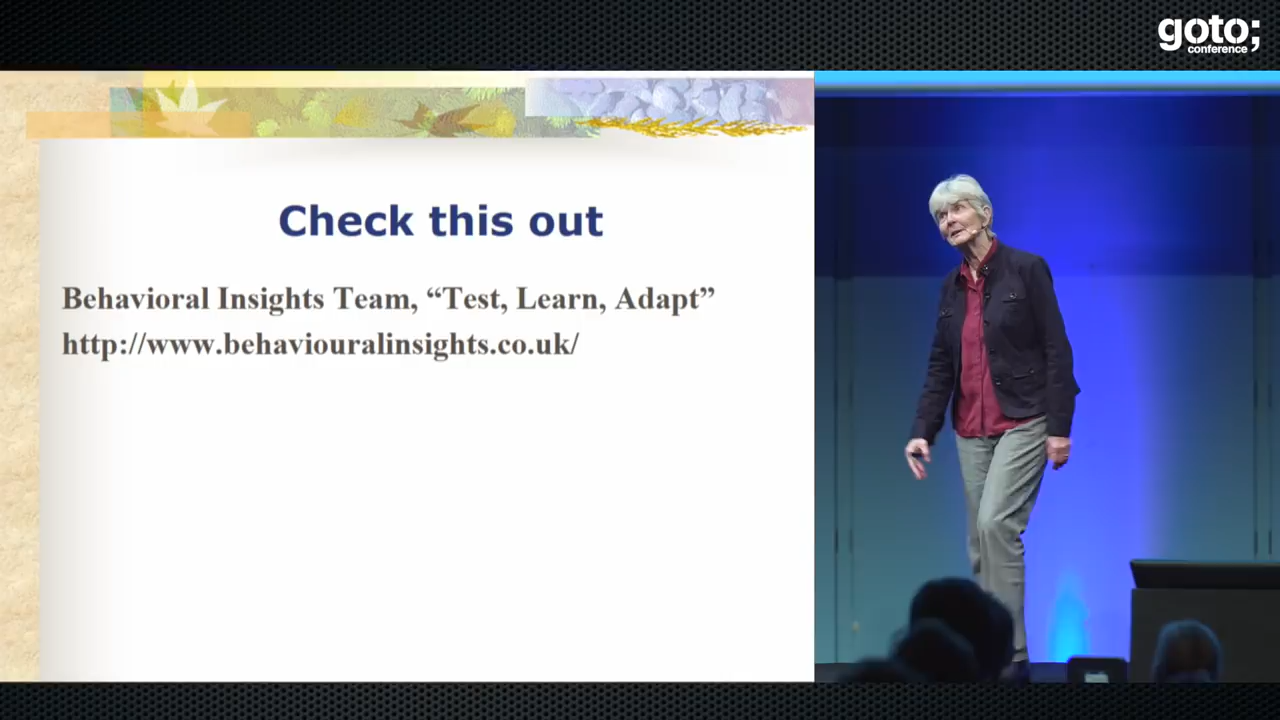 goto;
conference
Check this out
Behavioral Insights Team, “Test, Learn, Adapt”
http://www.behaviouralinsights.co.uk/